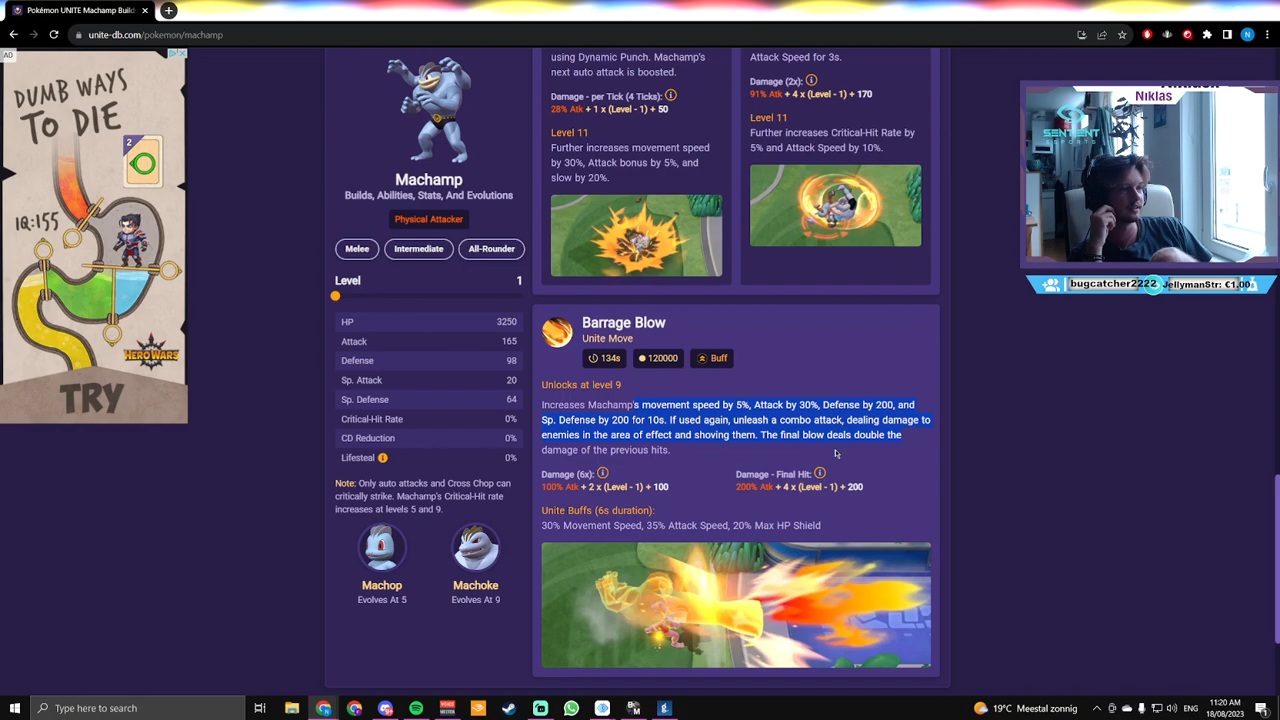 Pokémon UNITE Machamp Build
unite-db.com/pokemon/machamp
N
AD
DUMB WAYS
TO DIE
2
IQ:155
HERO WARS
TRY
Machamp
Builds, Abilities, Stats, And Evolutions
Physical Attacker
Melee
Intermediate
All-Rounder
Level
1
HP 3250
Attack 165
Defense 98
Sp. Attack 20
Sp. Defense 64
Critical-Hit Rate 0%
CD Reduction 0%
Lifesteal 0%
Note: Only auto attacks and Cross Chop can
critically strike. Machamp's Critical-Hit rate
increases at levels 5 and 9.
Machop
Evolves At 5
Machoke
Evolves At 9
using Dynamic Punch. Machamp's
next auto attack is boosted.
Damage - per Tick (4 Ticks):
28% Atk + 1 x (Level - 1) + 50
Level 11
Further increases movement speed
by 30%, Attack bonus by 5%, and
slow by 20%.
Attack Speed for 3s.
Damage (2x):
91% Atk + 4 x (Level - 1) + 170
Level 11
Further increases Critical-Hit Rate by
5% and Attack Speed by 10%.
Barrage Blow
Unite Move
134s
120000
Buff
Unlocks at level 9
Increases Machamp's movement speed by 5%, Attack by 30%, Defense by 200, and
Sp. Defense by 200 for 10s. If used again, unleash a combo attack, dealing damage to
enemies in the area of effect and shoving them. The final blow deals double the
damage of the previous hits.
Damage (6x):
100% Atk + 2 x (Level - 1) + 100
Damage - Final Hit:
200% Atk + 4 x (Level - 1) + 200
Unite Buffs (6s duration):
30% Movement Speed, 35% Attack Speed, 20% Max HP Shield
Niklas
SENTIENT
bugcatcher2222
JellymanStr: €1.00
Type here to search
19°C Meestal zonnig
ENG
11:20 AM
18/08/2023